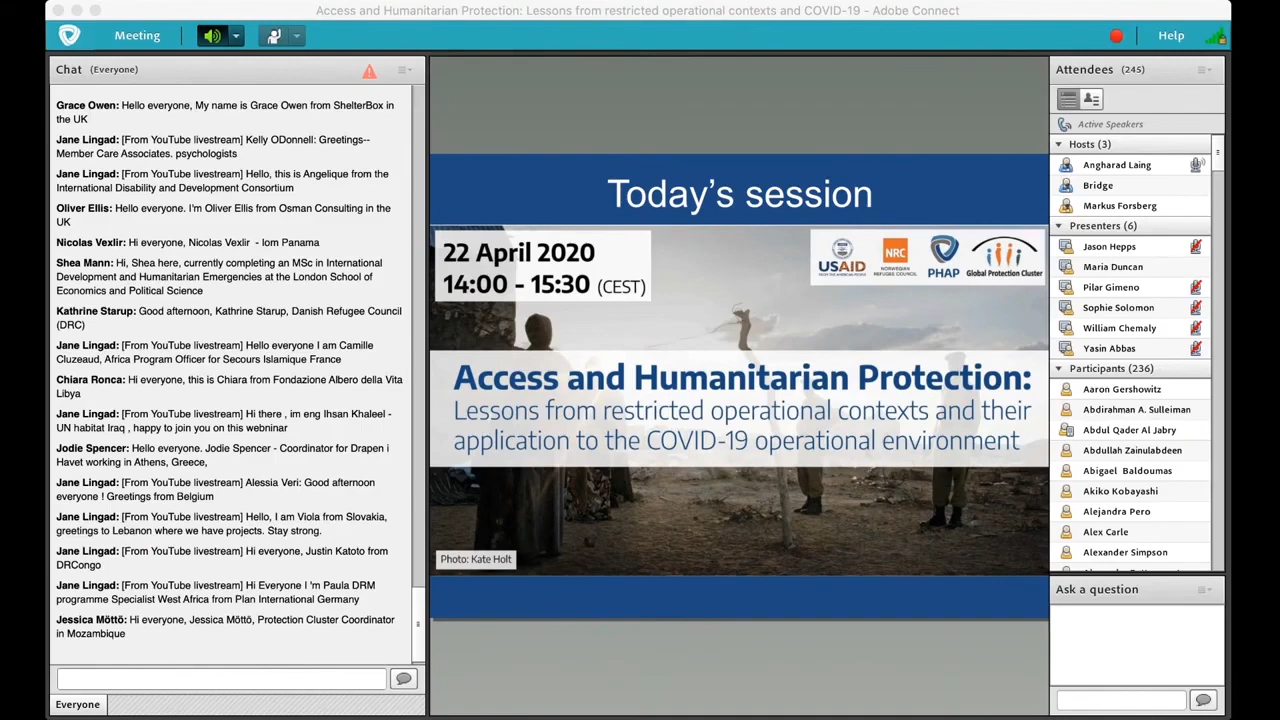 Access and Humanitarian Protection: Lessons from restricted operational contexts and COVID-19 - Adobe Connect
Meeting
Help
Chat (Everyone)
Grace Owen: Hello everyone, My name is Grace Owen from ShelterBox in
the UK
Jane Lingad: [From YouTube livestream] Kelly ODonnell: Greetings--
Member Care Associates. psychologists
Jane Lingad: [From YouTube livestream] Hello, this is Angelique from the
International Disability and Development Consortium
Oliver Ellis: Hello everyone. I'm Oliver Ellis from Osman Consulting in the
UK
Nicolas Vexlir: Hi everyone, Nicolas Vexlir - Iom Panama
Shea Mann: Hi, Shea here, currently completing an MSc in International
Development and Humanitarian Emergencies at the London School of
Economics and Political Science
Kathrine Starup: Good afternoon, Kathrine Starup, Danish Refugee Council
(DRC)
Jane Lingad: [From YouTube livestream] Hello everyone I am Camille
Cluzeaud, Africa Program Officer for Secours Islamique France
Chiara Ronca: Hi everyone, this is Chiara from Fondazione Albero della Vita
Libya
Jane Lingad: [From YouTube livestream] Hi there , im eng Ihsan Khaleel -
UN habitat Iraq , happy to join you on this webninar
Jodie Spencer: Hello everyone. Jodie Spencer - Coordinator for Drapen i
Havet working in Athens, Greece,
Jane Lingad: [From YouTube livestream] Alessia Veri: Good afternoon
everyone ! Greetings from Belgium
Jane Lingad: [From YouTube livestream] Hello, I am Viola from Slovakia,
greetings to Lebanon where we have projects. Stay strong.
Jane Lingad: [From YouTube livestream] Hi everyone, Justin Katoto from
DRCongo
Jane Lingad: [From YouTube livestream] Hi Everyone I 'm Paula DRM
programme Specialist West Africa from Plan International Germany
Jessica Möttö: Hi everyone, Jessica Möttö, Protection Cluster Coordinator
in Mozambique
Everyone
Today's session
22 April 2020
14:00 - 15:30 (CEST)
USAID
NRC
NORWEGIAN
REFUGEE COUNCIL
PHAP
Global Protection Cluster
Access and Humanitarian Protection:
Lessons from restricted operational contexts and their
application to the COVID-19 operational environment
Photo: Kate Holt
Attendees (245)
Active Speakers
Hosts (3)
Angharad Laing
Bridge
Markus Forsberg
Presenters (6)
Jason Hepps
Maria Duncan
Pilar Gimeno
Sophie Solomon
William Chemaly
Yasin Abbas
Participants (236)
Aaron Gershowitz
Abdirahman A. Sulleiman
Abdul Qader Al Jabry
Abdullah Zainulabdeen
Abigael Baldoumas
Akiko Kobayashi
Alejandra Pero
Alex Carle
Alexander Simpson
Ask a question